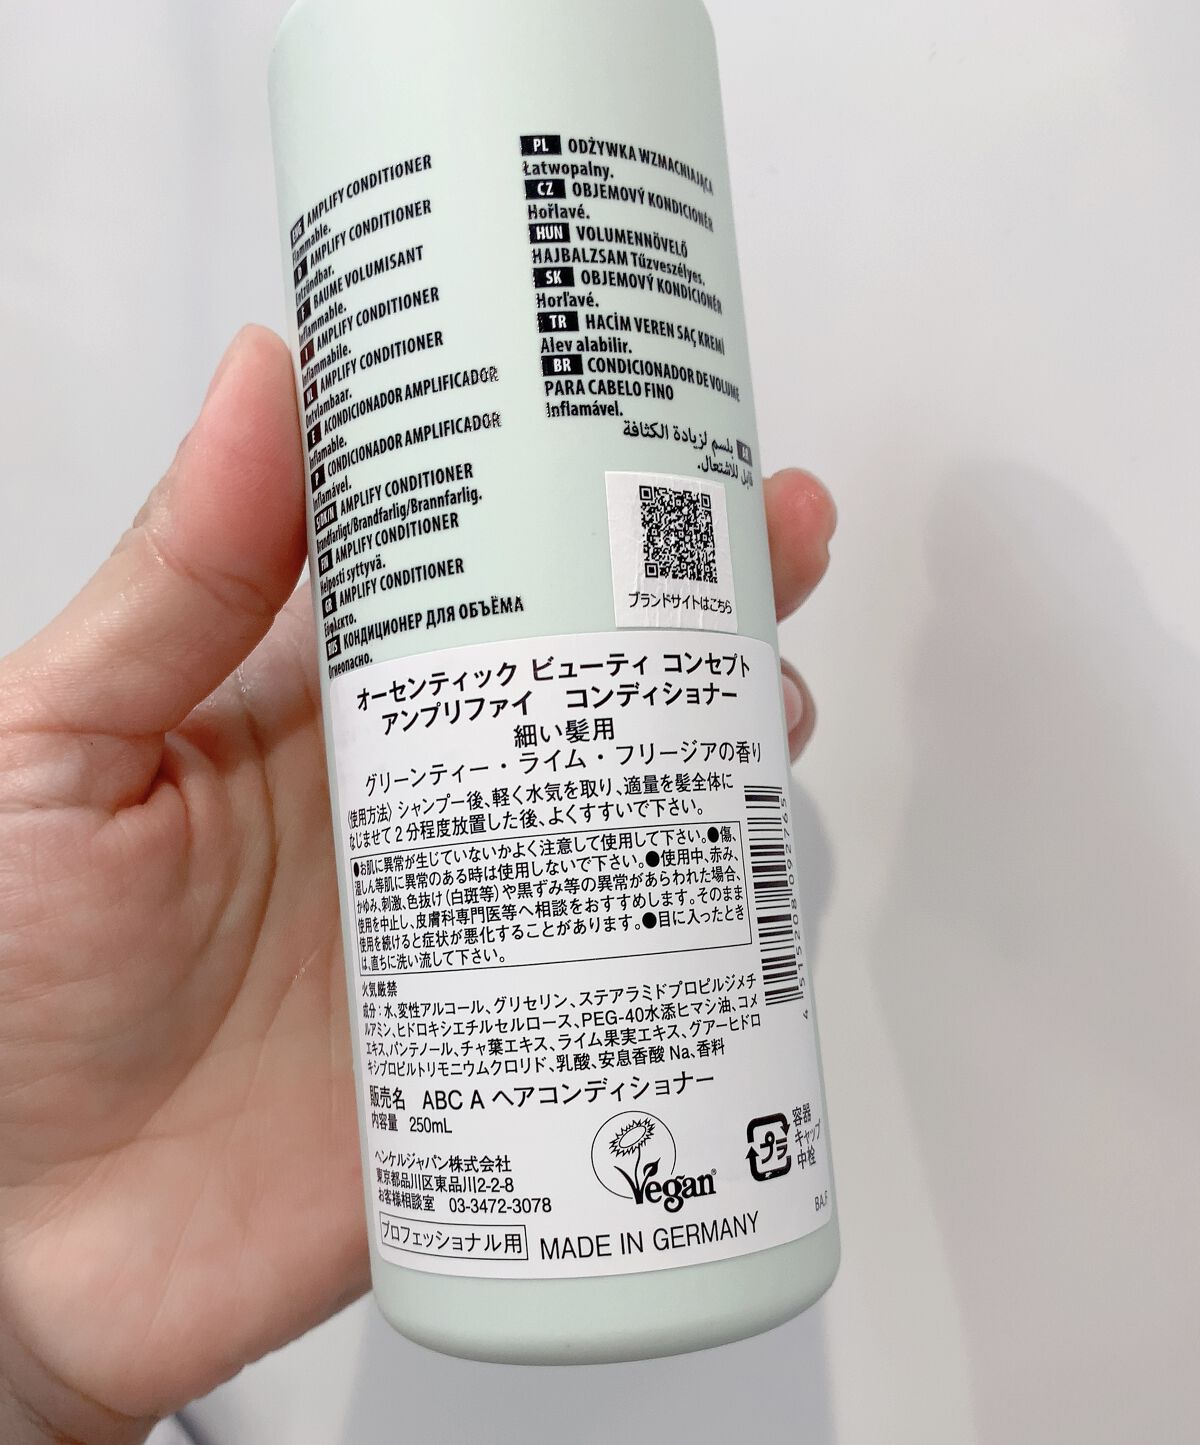 ENG AMPLIFY CONDITIONER
Flammable.
D AMPLIFY CONDITIONER
Entzündbar.
F BAUME VOLUMISANT
Inflammable.
I AMPLIFY CONDITIONER
Infiammabile.
NL AMPLIFY CONDITIONER
Ontvlambaar.
E ACONDICIONADOR AMPLIFICADOR
Inflamable.
P CONDICIONADOR AMPLIFICADOR
Inflamável.
S/DK/N AMPLIFY CONDITIONER
Brandfarligt/Brandfarlig/Brannfarlig.
FIN AMPLIFY CONDITIONER
Helposti syttyvä.
GR AMPLIFY CONDITIONER
Εύφλεκτο.
RUS КОНДИЦИОНЕР ДЛЯ ОБЪЁМА
Огнеопасно.
PL ODŻYWKA WZMACNIAJĄCA
Łatwopalny.
CZ OBJEMOVÝ KONDICIONÉR
Hořlavé.
HUN VOLUMENNÖVELŐ
HAJBALZSAM Tűzveszélyes.
SK OBJEMOVÝ KONDICIONÉR
Horľavé.
TR HACİM VEREN SAÇ KREMİ
Alev alabilir.
BR CONDICIONADOR DE VOLUME
PARA CABELO FINO
Inflamável.
AR بلسم لزيادة الكثافة
قابل للاشتعال.
ブランドサイトはこちら
オーセンティック ビューティ コンセプト
アンプリファイ コンディショナー
細い髪用
グリーンティー・ライム・フリージアの香り
〈使用方法〉シャンプー後、軽く水気を取り、適量を髪全体に
なじませて2分程度放置した後、よくすすいで下さい。
●お肌に異常が生じていないかよく注意して使用して下さい。●傷、
湿しん等肌に異常のある時は使用しないで下さい。●使用中、赤み、
かゆみ、刺激、色抜け(白斑等)や黒ずみ等の異常があらわれた場合、
使用を中止し、皮膚科専門医等へ相談をおすすめします。そのまま
使用を続けると症状が悪化することがあります。●目に入ったとき
は、直ちに洗い流して下さい。
火気厳禁
成分:水、変性アルコール、グリセリン、ステアラミドプロピルジメチ
ルアミン、ヒドロキシエチルセルロース、PEG-40水添ヒマシ油、コメ
エキス、パンテノール、チャ葉エキス、ライム果実エキス、グアーヒドロ
キシプロピルトリモニウムクロリド、乳酸、安息香酸Na、香料
販売名 ABC A ヘアコンディショナー
内容量 250mL
ヘンケルジャパン株式会社
東京都品川区東品川2-2-8
お客様相談室 03-3472-3078
プロフェッショナル用
MADE IN GERMANY
Vegan
プラ
容器
キャップ
中栓
BA.F
4 515208 092765